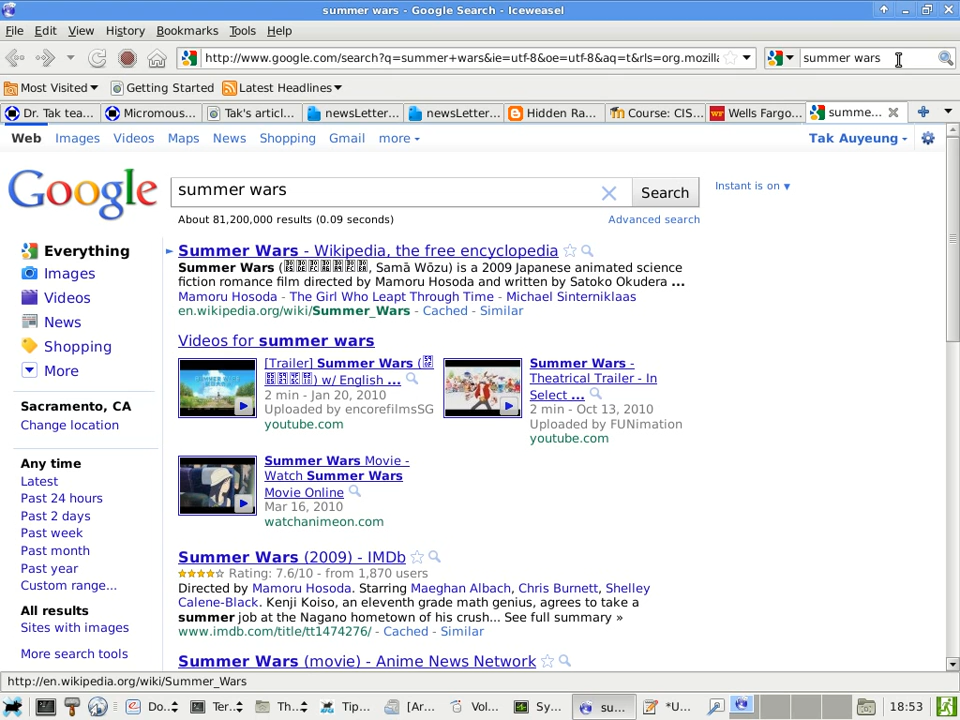 summer wars - Google Search - Iceweasel
File Edit View History Bookmarks Tools Help
http://www.google.com/search?q=summer+wars&ie=utf-8&oe=utf-8&aq=t&rls=org.mozill summer wars
Most Visited Getting Started Latest Headlines
Dr. Tak tea... Micromous... Tak's articl... newsLetter... newsLetter... Hidden Ra... Course: CIS... Wells Fargo... summe...
Web Images Videos Maps News Shopping Gmail more Tak Auyeung
Google summer wars Search Instant is on
About 81,200,000 results (0.09 seconds) Advanced search
Everything
Images
Videos
News
Shopping
More
Sacramento, CA
Change location
Any time
Latest
Past 24 hours
Past 2 days
Past week
Past month
Past year
Custom range...
All results
Sites with images
More search tools
Summer Wars - Wikipedia, the free encyclopedia
Summer Wars (, Samā Wōzu) is a 2009 Japanese animated science
fiction romance film directed by Mamoru Hosoda and written by Satoko Okudera ...
Mamoru Hosoda - The Girl Who Leapt Through Time - Michael Sinterniklaas
en.wikipedia.org/wiki/Summer_Wars - Cached - Similar
Videos for summer wars
[Trailer] Summer Wars (
) w/ English ...
2 min - Jan 20, 2010
Uploaded by encorefilmsSG
youtube.com
Summer Wars -
Theatrical Trailer - In
Select ...
2 min - Oct 13, 2010
Uploaded by FUNimation
youtube.com
Summer Wars Movie -
Watch Summer Wars
Movie Online
Mar 16, 2010
watchanimeon.com
Summer Wars (2009) - IMDb
Rating: 7.6/10 - from 1,870 users
Directed by Mamoru Hosoda. Starring Maeghan Albach, Chris Burnett, Shelley
Calene-Black. Kenji Koiso, an eleventh grade math genius, agrees to take a
summer job at the Nagano hometown of his crush... See full summary »
www.imdb.com/title/tt1474276/ - Cached - Similar
Summer Wars (movie) - Anime News Network
http://en.wikipedia.org/wiki/Summer_Wars
Do... Ter... Th... Tip... [Ar... Vol... Sy... su... *U... 18:53